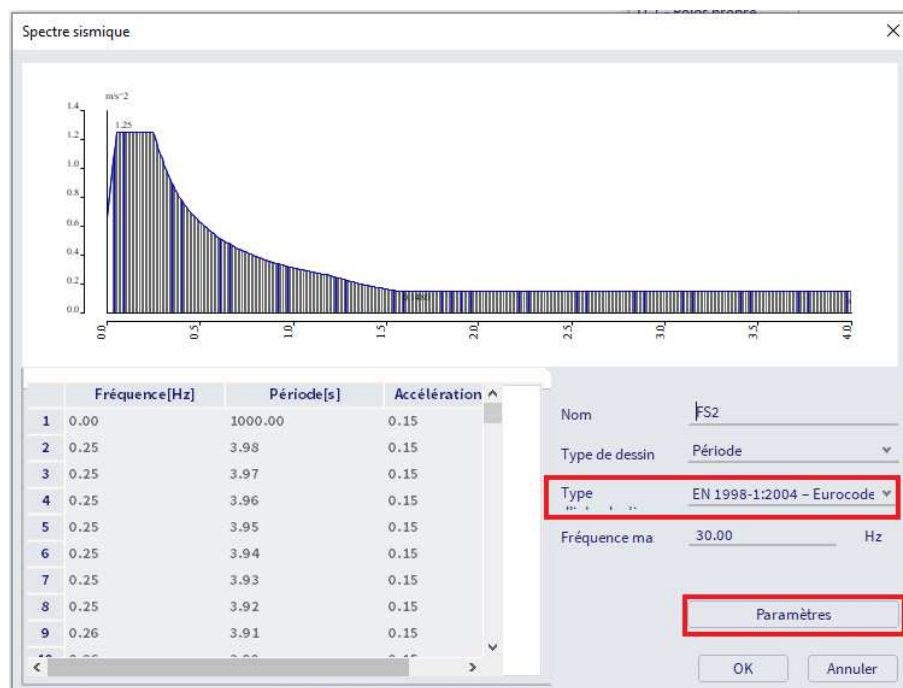 Spectre sismique
m/s^2
1.4
1.25
1.2
1.0
0.8
0.6
0.4
0.2
0.0
0.0
0.5
1.0
1.5
2.0
2.5
3.0
3.5
4.0
Fréquence[Hz] Période[s] Accélération
1 0.00 1000.00 0.15
2 0.25 3.98 0.15
3 0.25 3.97 0.15
4 0.25 3.96 0.15
5 0.25 3.95 0.15
6 0.25 3.94 0.15
7 0.25 3.93 0.15
8 0.25 3.92 0.15
9 0.26 3.91 0.15
Nom FS2
Type de dessin Période
Type EN 1998-1:2004 – Eurocode
Fréquence ma 30.00 Hz
Paramètres
OK Annuler